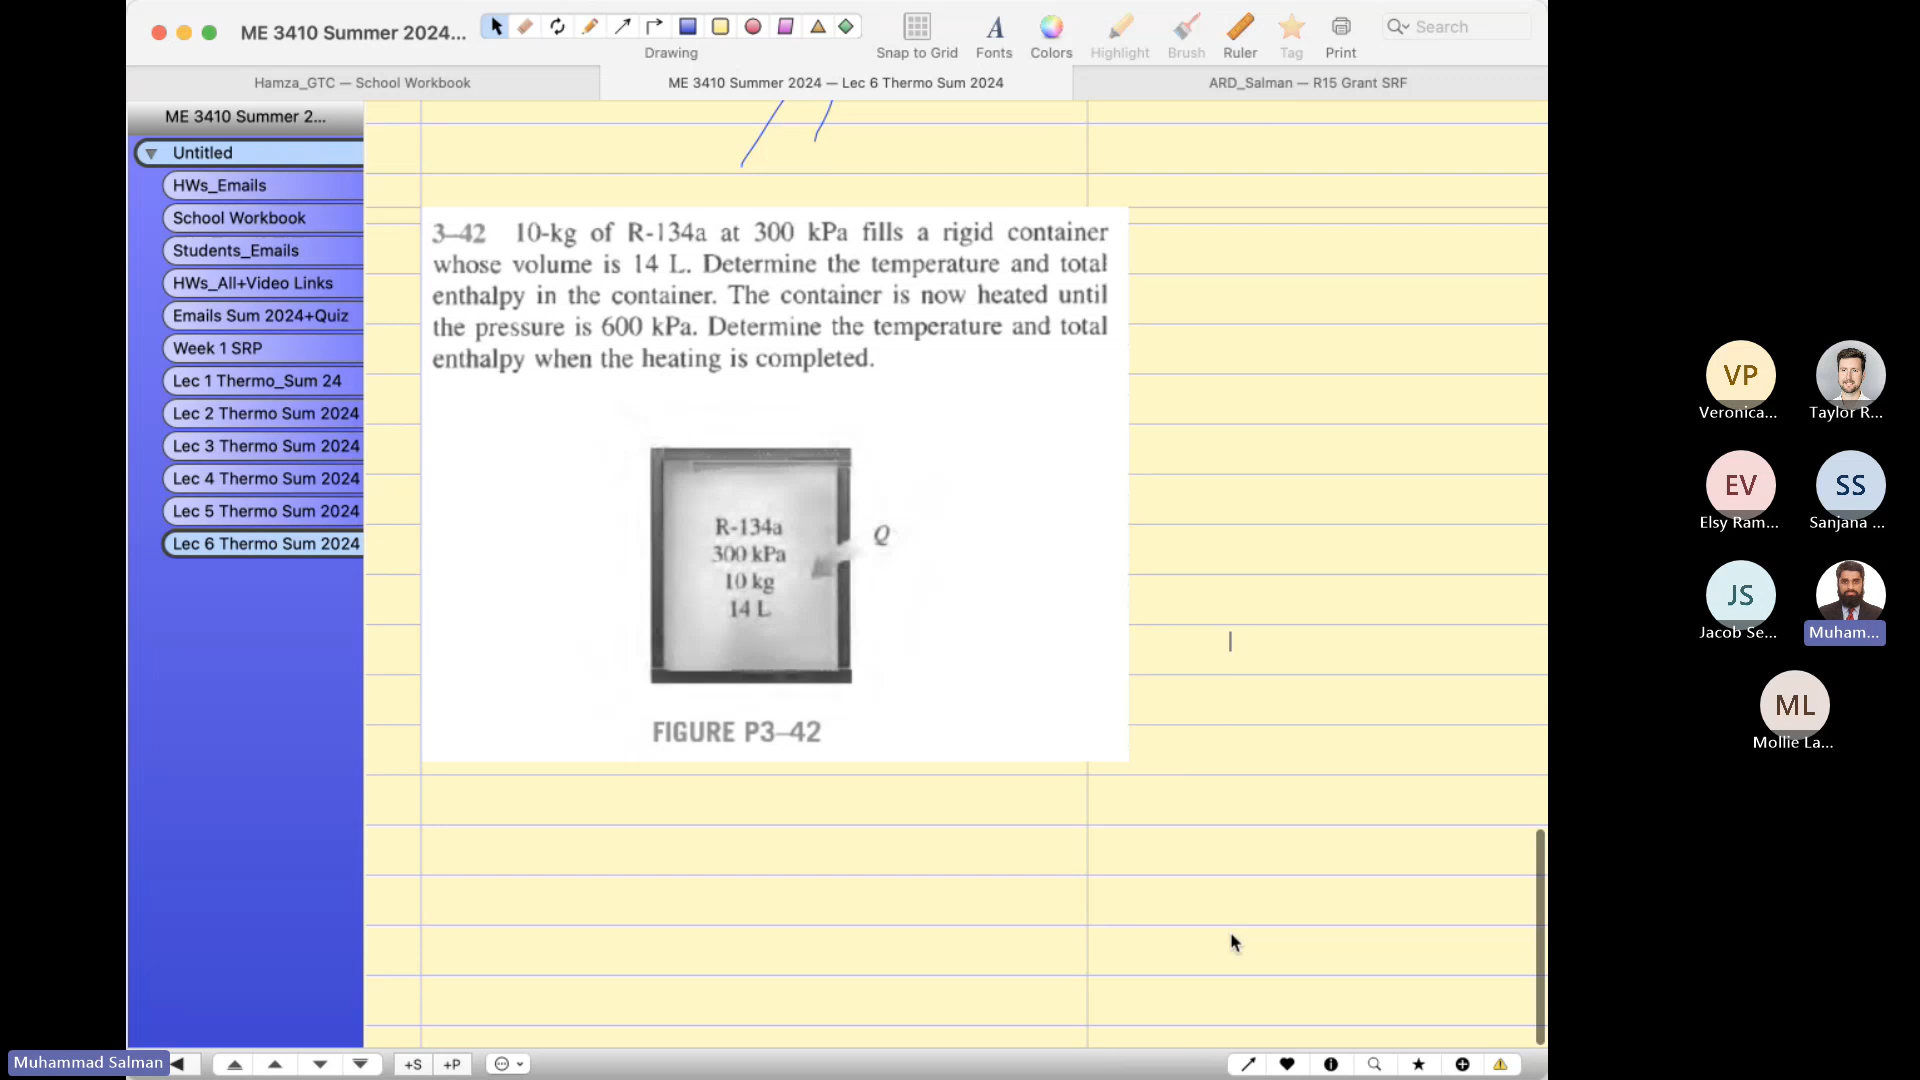 ME 3410 Summer 2024...
Drawing
Snap to Grid
Fonts
Colors
Highlight
Brush
Ruler
Tag
Print
Search
Hamza_GTC — School Workbook
ME 3410 Summer 2024 — Lec 6 Thermo Sum 2024
ARD_Salman — R15 Grant SRF
ME 3410 Summer 2...
Untitled
HWs_Emails
School Workbook
Students_Emails
HWs_All+Video Links
Emails Sum 2024+Quiz
Week 1 SRP
Lec 1 Thermo_Sum 24
Lec 2 Thermo Sum 2024
Lec 3 Thermo Sum 2024
Lec 4 Thermo Sum 2024
Lec 5 Thermo Sum 2024
Lec 6 Thermo Sum 2024
3–42 10-kg of R-134a at 300 kPa fills a rigid container
whose volume is 14 L. Determine the temperature and total
enthalpy in the container. The container is now heated until
the pressure is 600 kPa. Determine the temperature and total
enthalpy when the heating is completed.
R-134a
300 kPa
10 kg
14 L
Q
FIGURE P3–42
VP
Veronica...
Taylor R...
EV
Elsy Ram...
SS
Sanjana ...
JS
Jacob Se...
Muham...
ML
Mollie La...
Muhammad Salman
+S
+P